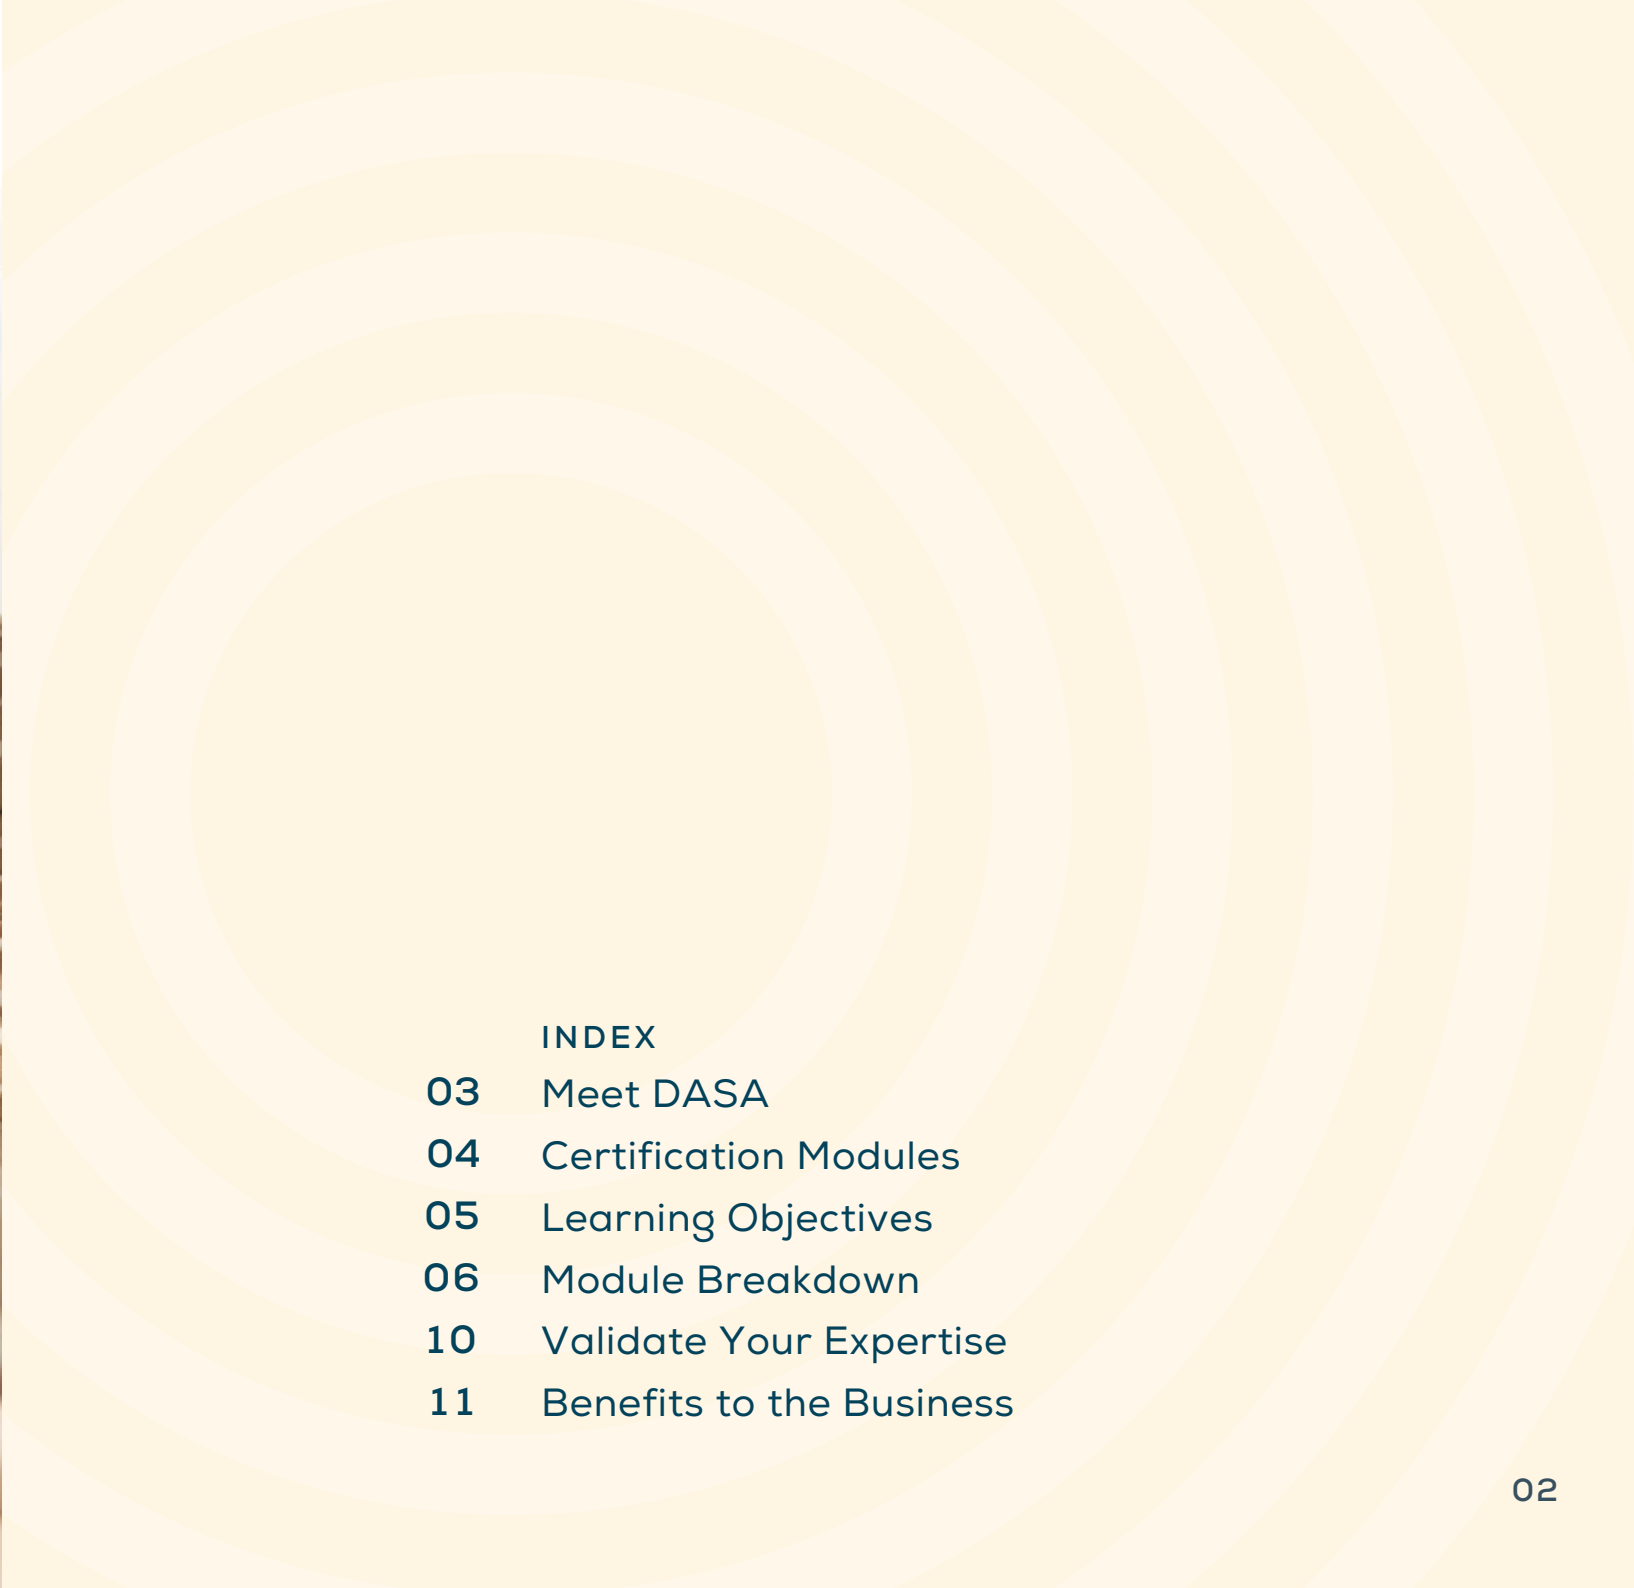 INDEX
03 Meet DASA
04 Certification Modules
05 Learning Objectives
06 Module Breakdown
10 Validate Your Expertise
11 Benefits to the Business
02